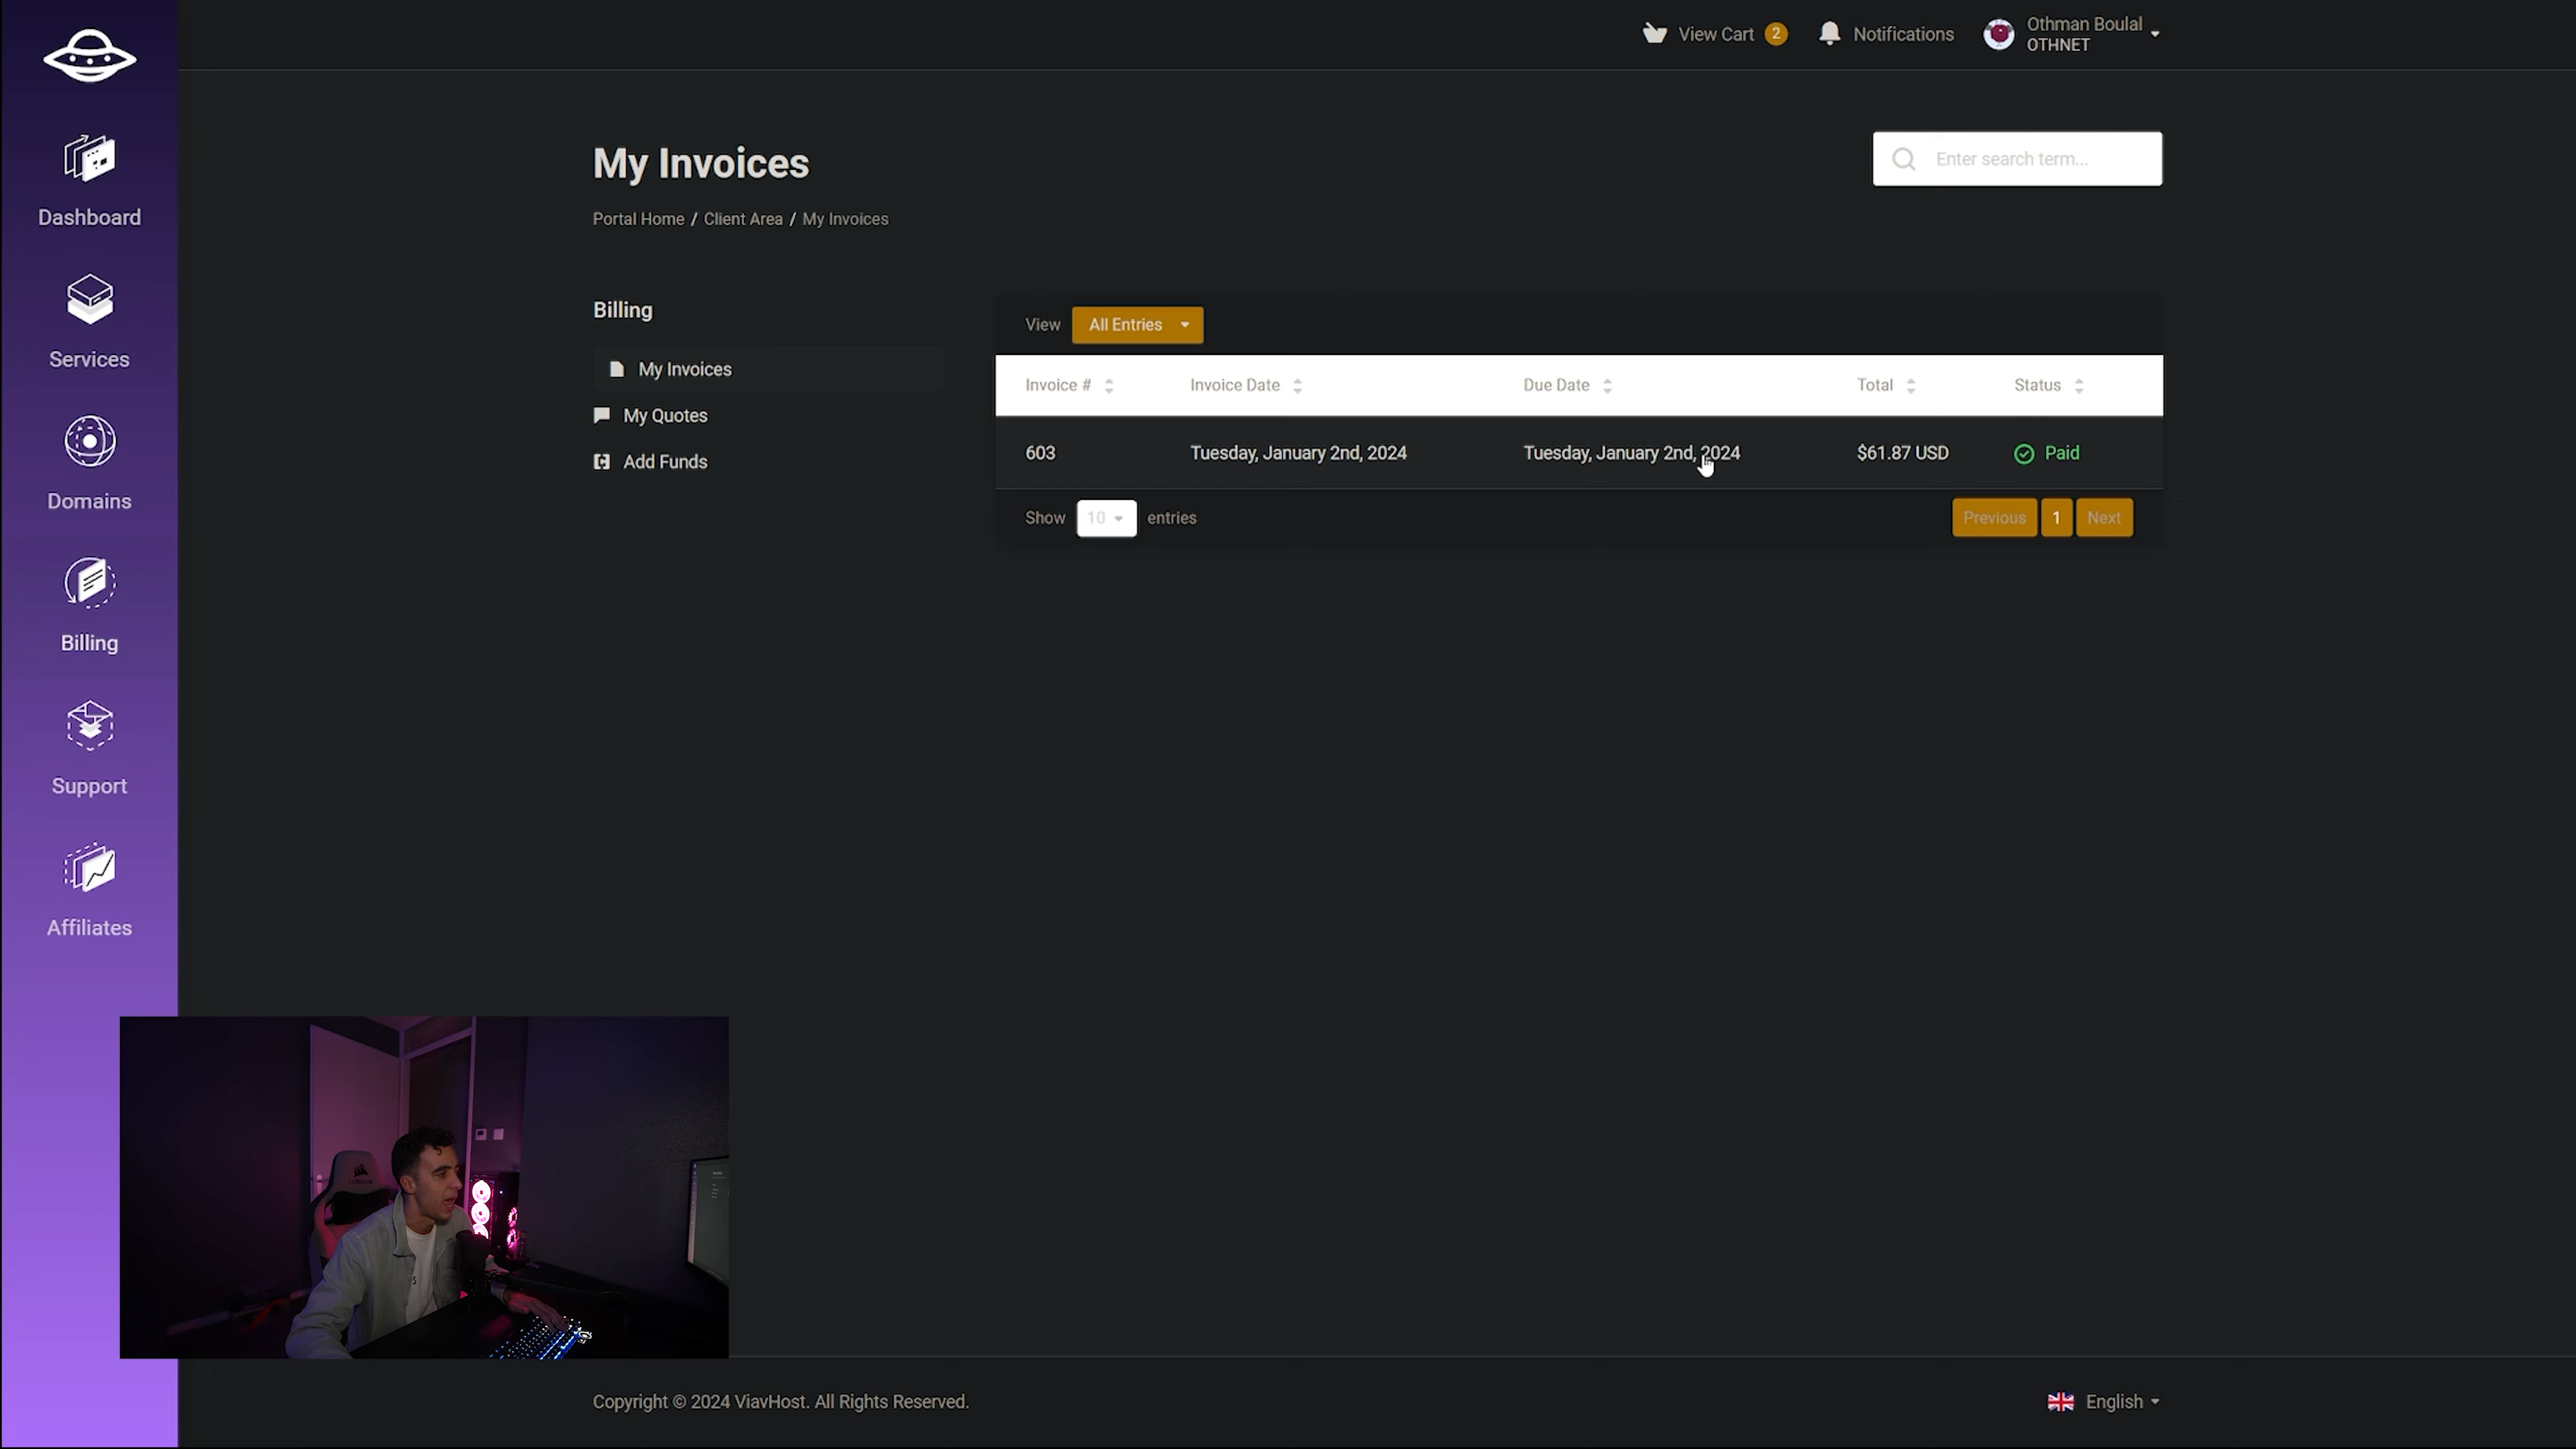 View Cart 2 Notifications Othman Boulal
OTHNET
Dashboard
Services
Domains
Billing
Support
Affiliates
My Invoices
Enter search term...
Portal Home / Client Area / My Invoices
Billing
My Invoices
My Quotes
Add Funds
View All Entries
Invoice # Invoice Date Due Date Total Status
603 Tuesday, January 2nd, 2024 Tuesday, January 2nd, 2024 $61.87 USD Paid
Show 10 entries Previous 1 Next
Copyright © 2024 ViavHost. All Rights Reserved.
English